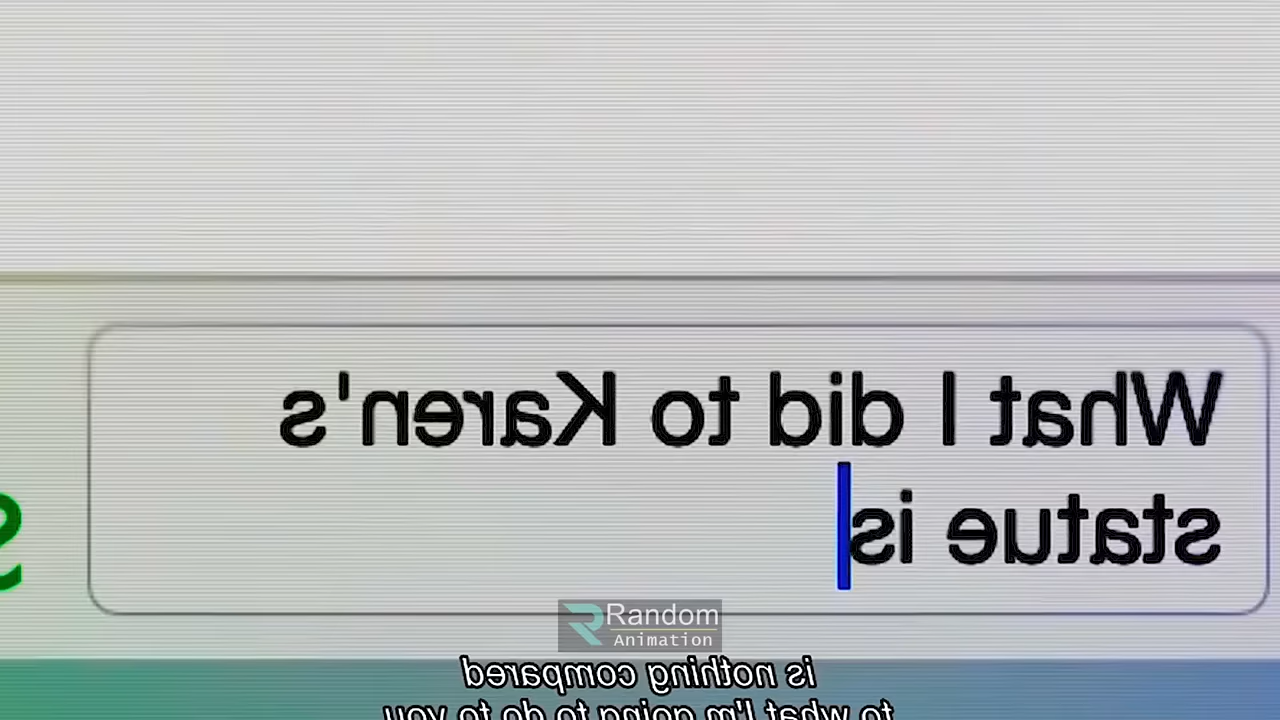 What I did to Karen's
statue is
S
Random
Animation
is nothing compared
to what I'm going to do to you